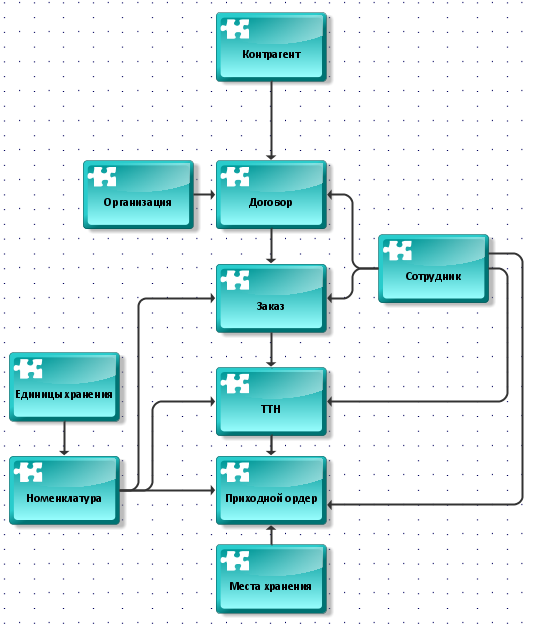 Контрагент
Организация
Договор
Сотрудник
Заказ
Единицы хранения
ТТН
Номенклатура
Приходной ордер
Места хранения